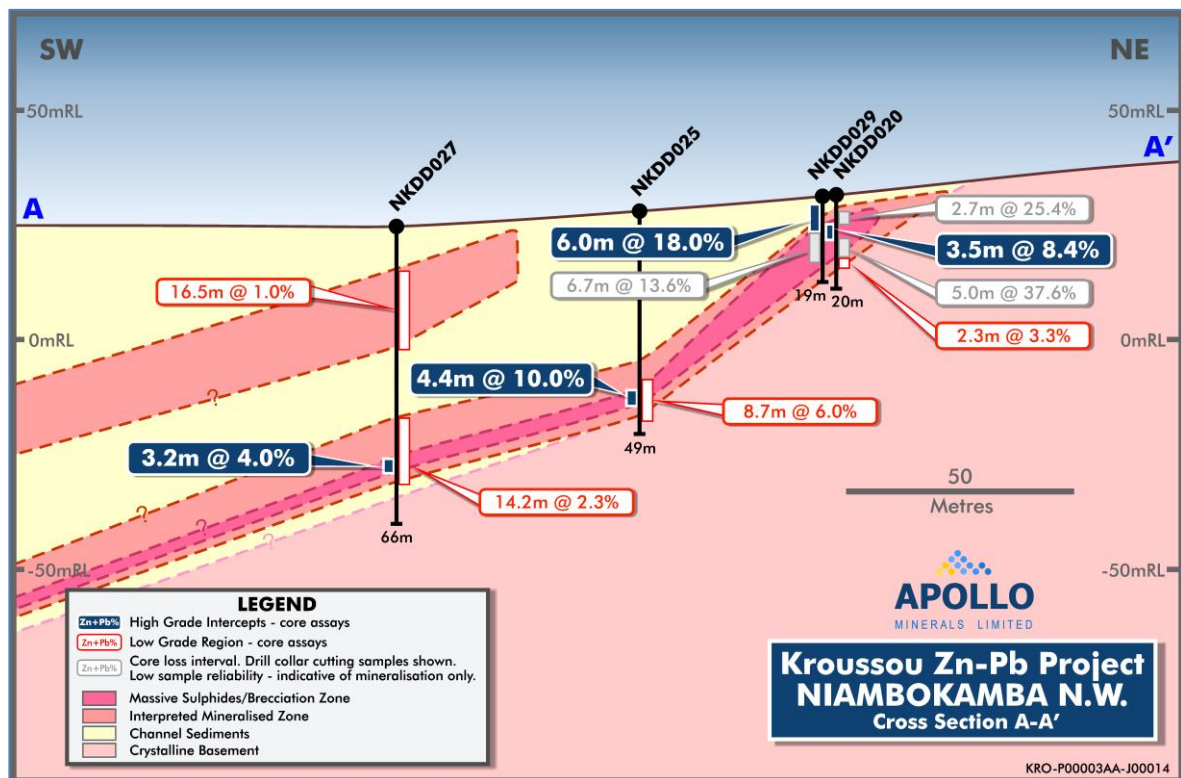 SW
NE
50mRL
50mRL
A
A'
NKDD027
NKDD025
NKDD029
NKDD020
2.7m @ 25.4%
6.0m @ 18.0%
3.5m @ 8.4%
6.7m @ 13.6%
16.5m @ 1.0%
19m
20m
5.0m @ 37.6%
2.3m @ 3.3%
0mRL
0mRL
4.4m @ 10.0%
8.7m @ 6.0%
?
49m
3.2m @ 4.0%
14.2m @ 2.3%
50
Metres
?
?
?
66m
-50mRL
-50mRL
LEGEND
Zn+Pb% High Grade Intercepts - core assays
Zn+Pb% Low Grade Region - core assays
Zn+Pb% Core loss interval. Drill collar cutting samples shown.
Low sample reliability - indicative of mineralisation only.
Massive Sulphides/Brecciation Zone
Interpreted Mineralised Zone
Channel Sediments
Crystalline Basement
APOLLO
MINERALS LIMITED
Kroussou Zn-Pb Project
NIAMBOKAMBA N.W.
Cross Section A-A'
KRO-P00003AA-J00014